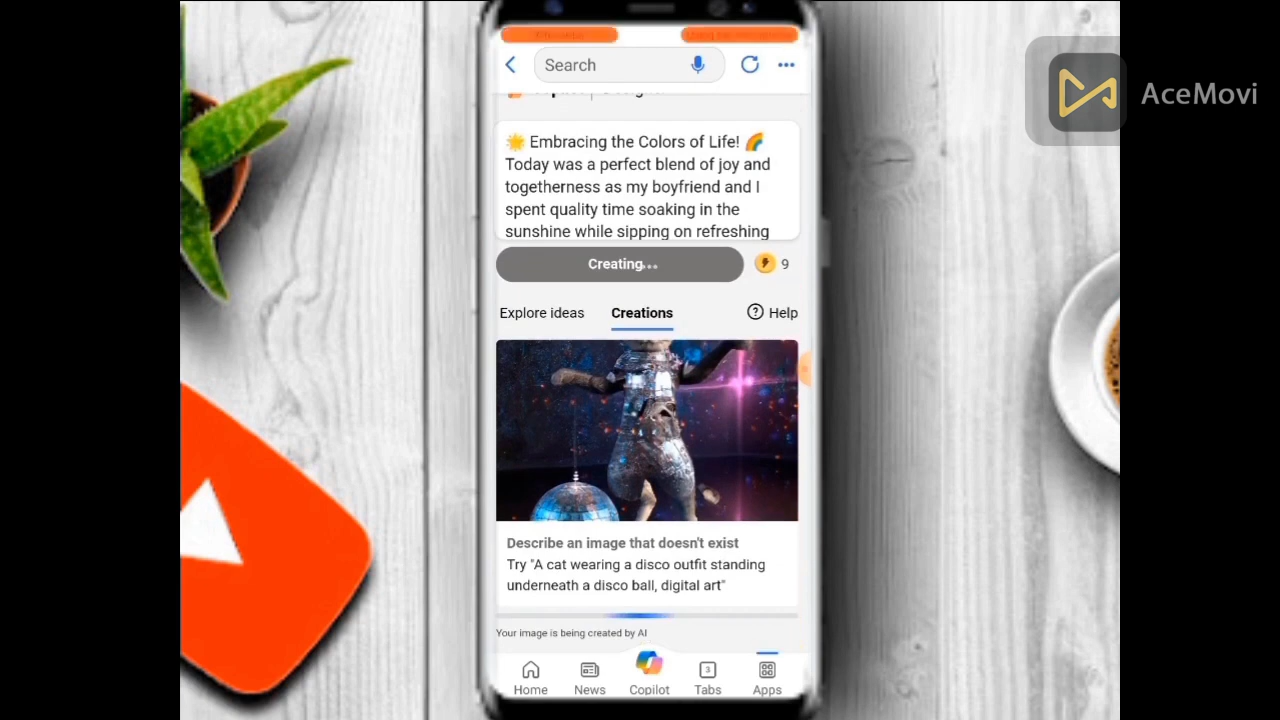 AceMovi
Search
🌟 Embracing the Colors of Life! 🌈
Today was a perfect blend of joy and
togetherness as my boyfriend and I
spent quality time soaking in the
sunshine while sipping on refreshing
Creating...
9
Explore ideas
Creations
Help
Describe an image that doesn't exist
Try "A cat wearing a disco outfit standing
underneath a disco ball, digital art"
Your image is being created by AI
Home
News
Copilot
3
Tabs
Apps